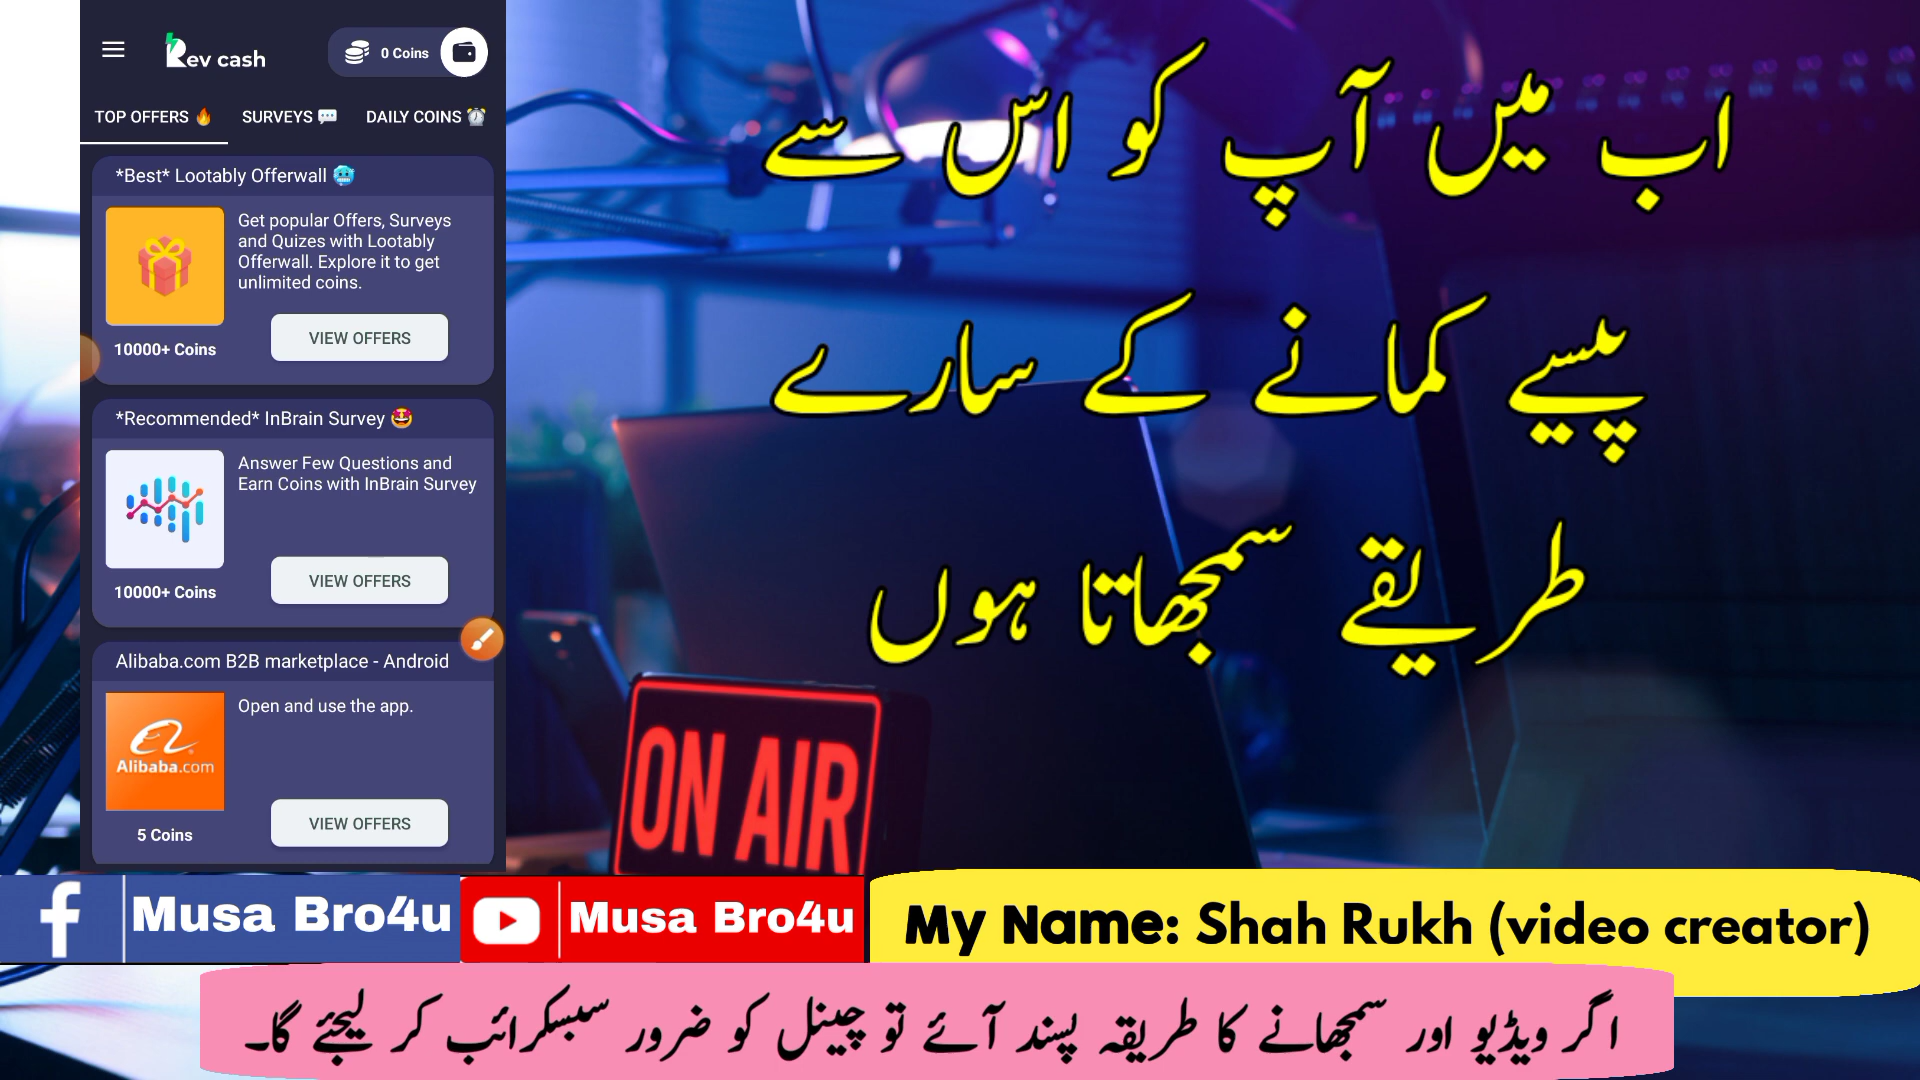 Rev cash
0 Coins
TOP OFFERS 🔥 SURVEYS 💬 DAILY COINS ⏰
*Best* Lootably Offerwall 🥶
Get popular Offers, Surveys
and Quizes with Lootably
Offerwall. Explore it to get
unlimited coins.
10000+ Coins
VIEW OFFERS
*Recommended* InBrain Survey 🤩
Answer Few Questions and
Earn Coins with InBrain Survey
10000+ Coins
VIEW OFFERS
Alibaba.com B2B marketplace - Android
Open and use the app.
Alibaba.com
5 Coins
VIEW OFFERS
اب میں آپ کو اس سے
پیسے کمانے کے سارے
طریقے سمجھاتا ہوں
ON AIR
Musa Bro4u
Musa Bro4u
My Name: Shah Rukh (video creator)
اگر ویڈیو اور سمجھانے کا طریقہ پسند آئے تو چینل کو ضرور سبسکرائب کر لیجئے گا۔